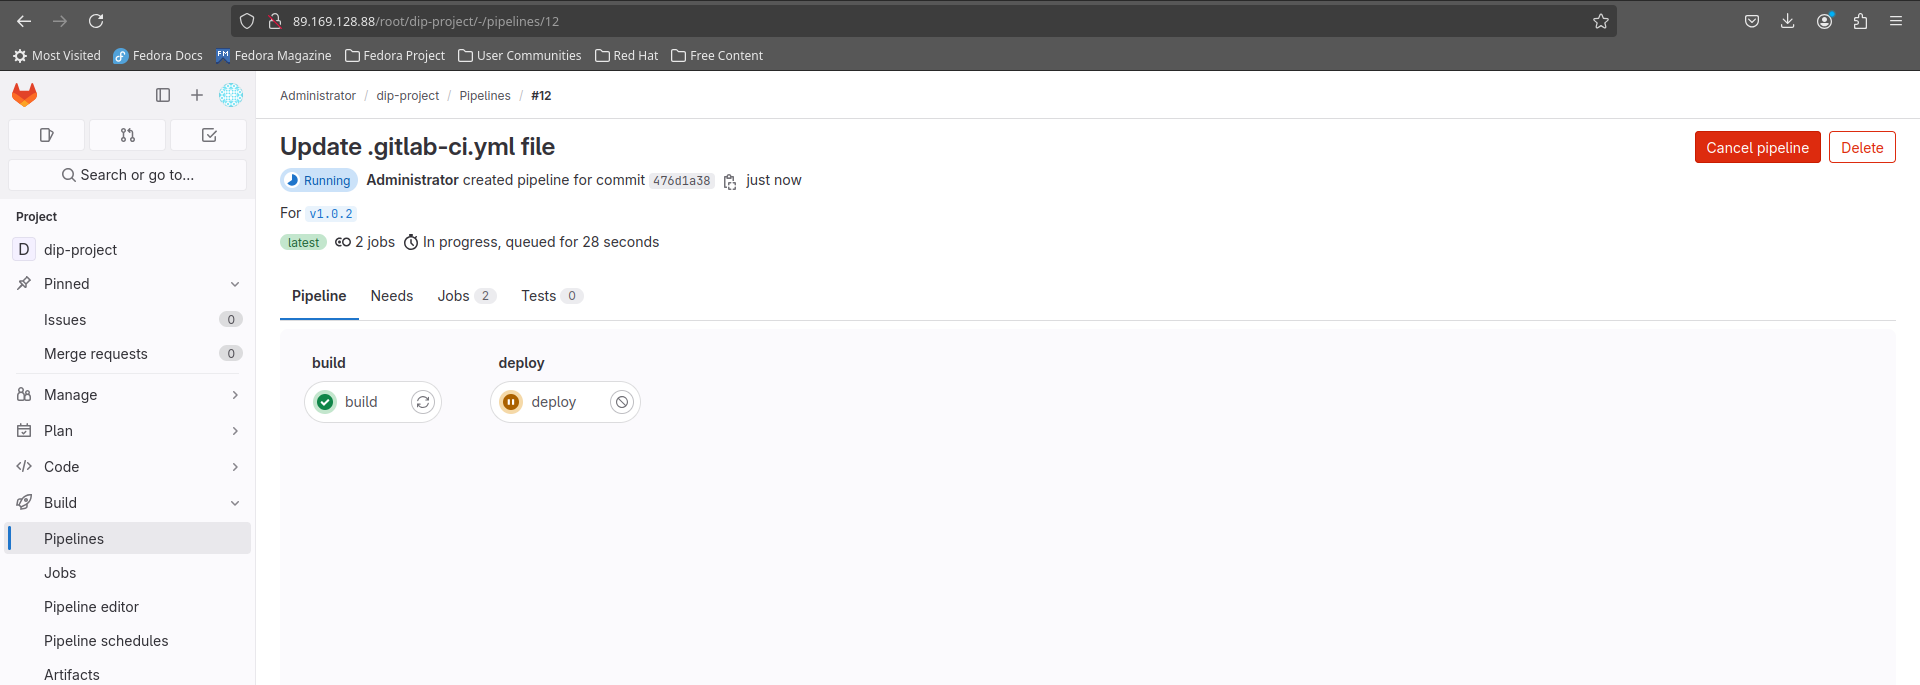 89.169.128.88/root/dip-project/-/pipelines/12
Most Visited Fedora Docs Fedora Magazine Fedora Project User Communities Red Hat Free Content
Administrator / dip-project / Pipelines / #12
Search or go to...
Project
D dip-project
Pinned
Issues 0
Merge requests 0
Manage
Plan
Code
Build
Pipelines
Jobs
Pipeline editor
Pipeline schedules
Artifacts
Update .gitlab-ci.yml file
Cancel pipeline Delete
Running Administrator created pipeline for commit 476d1a38 just now
For v1.0.2
latest 2 jobs In progress, queued for 28 seconds
Pipeline Needs Jobs 2 Tests 0
build deploy
build deploy